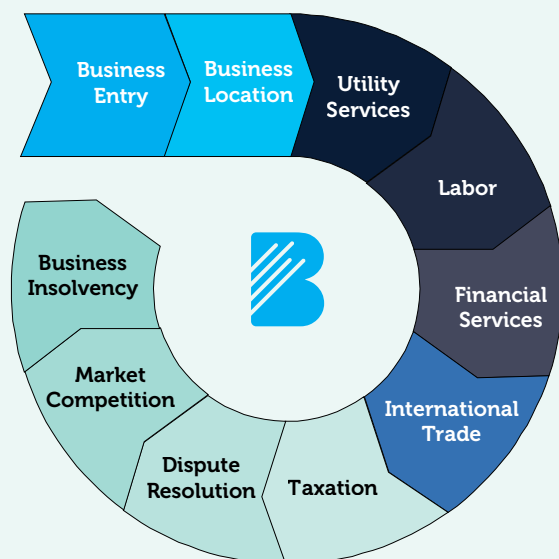 Business
Entry
Business
Location
Utility
Services
Labor
Financial
Services
International
Trade
Taxation
Dispute
Resolution
Market
Competition
Business
Insolvency
B